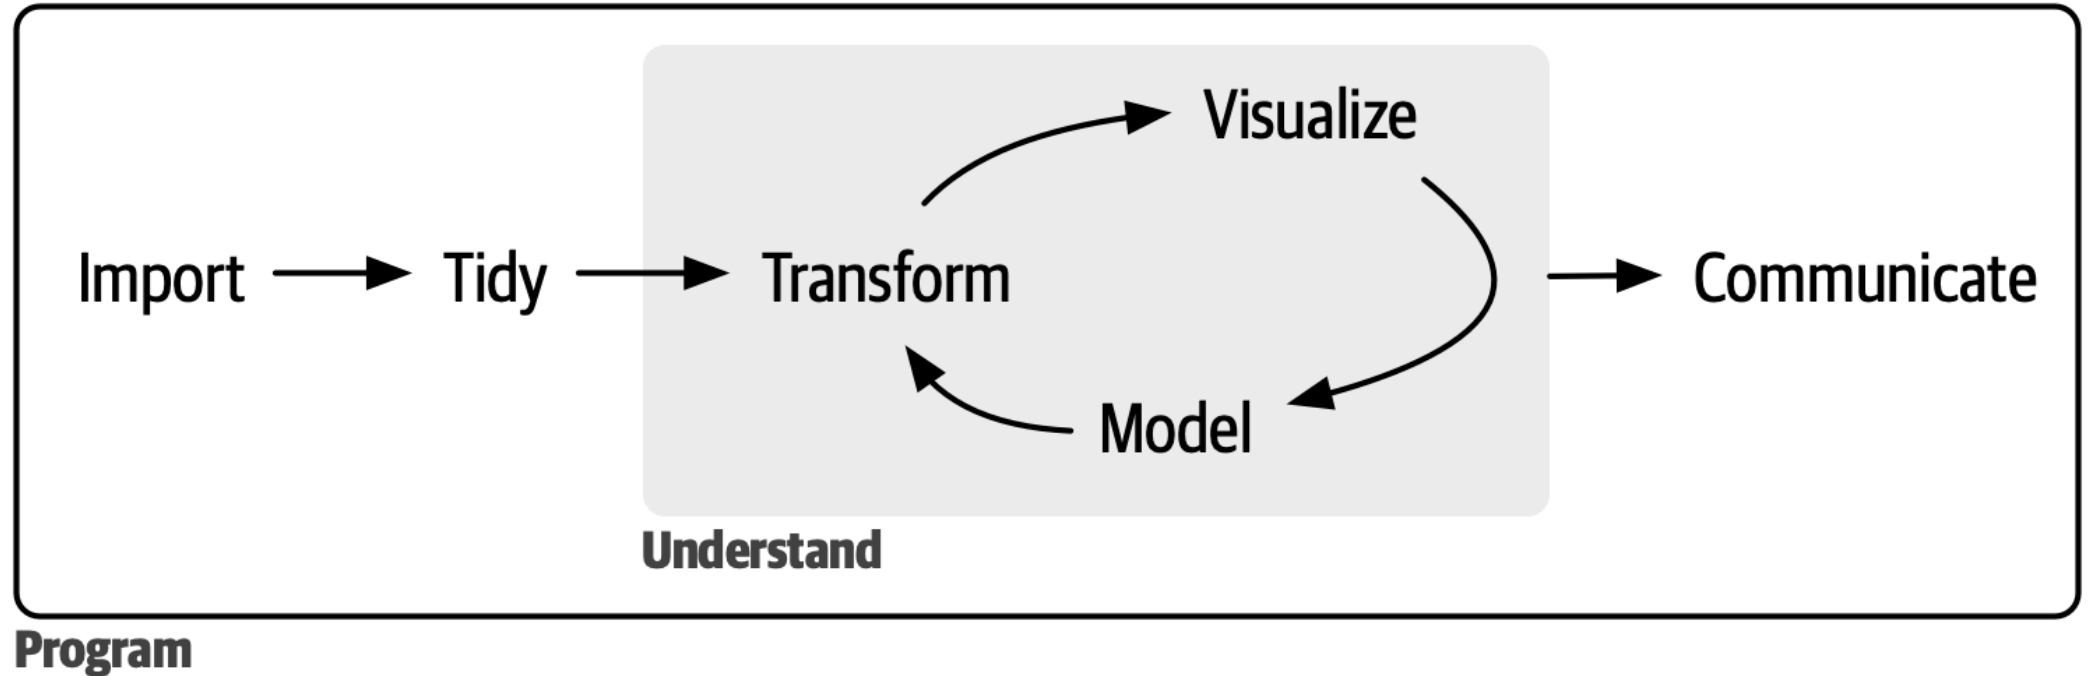 Visualize
Import
Tidy
Transform
Communicate
Model
Understand
Program